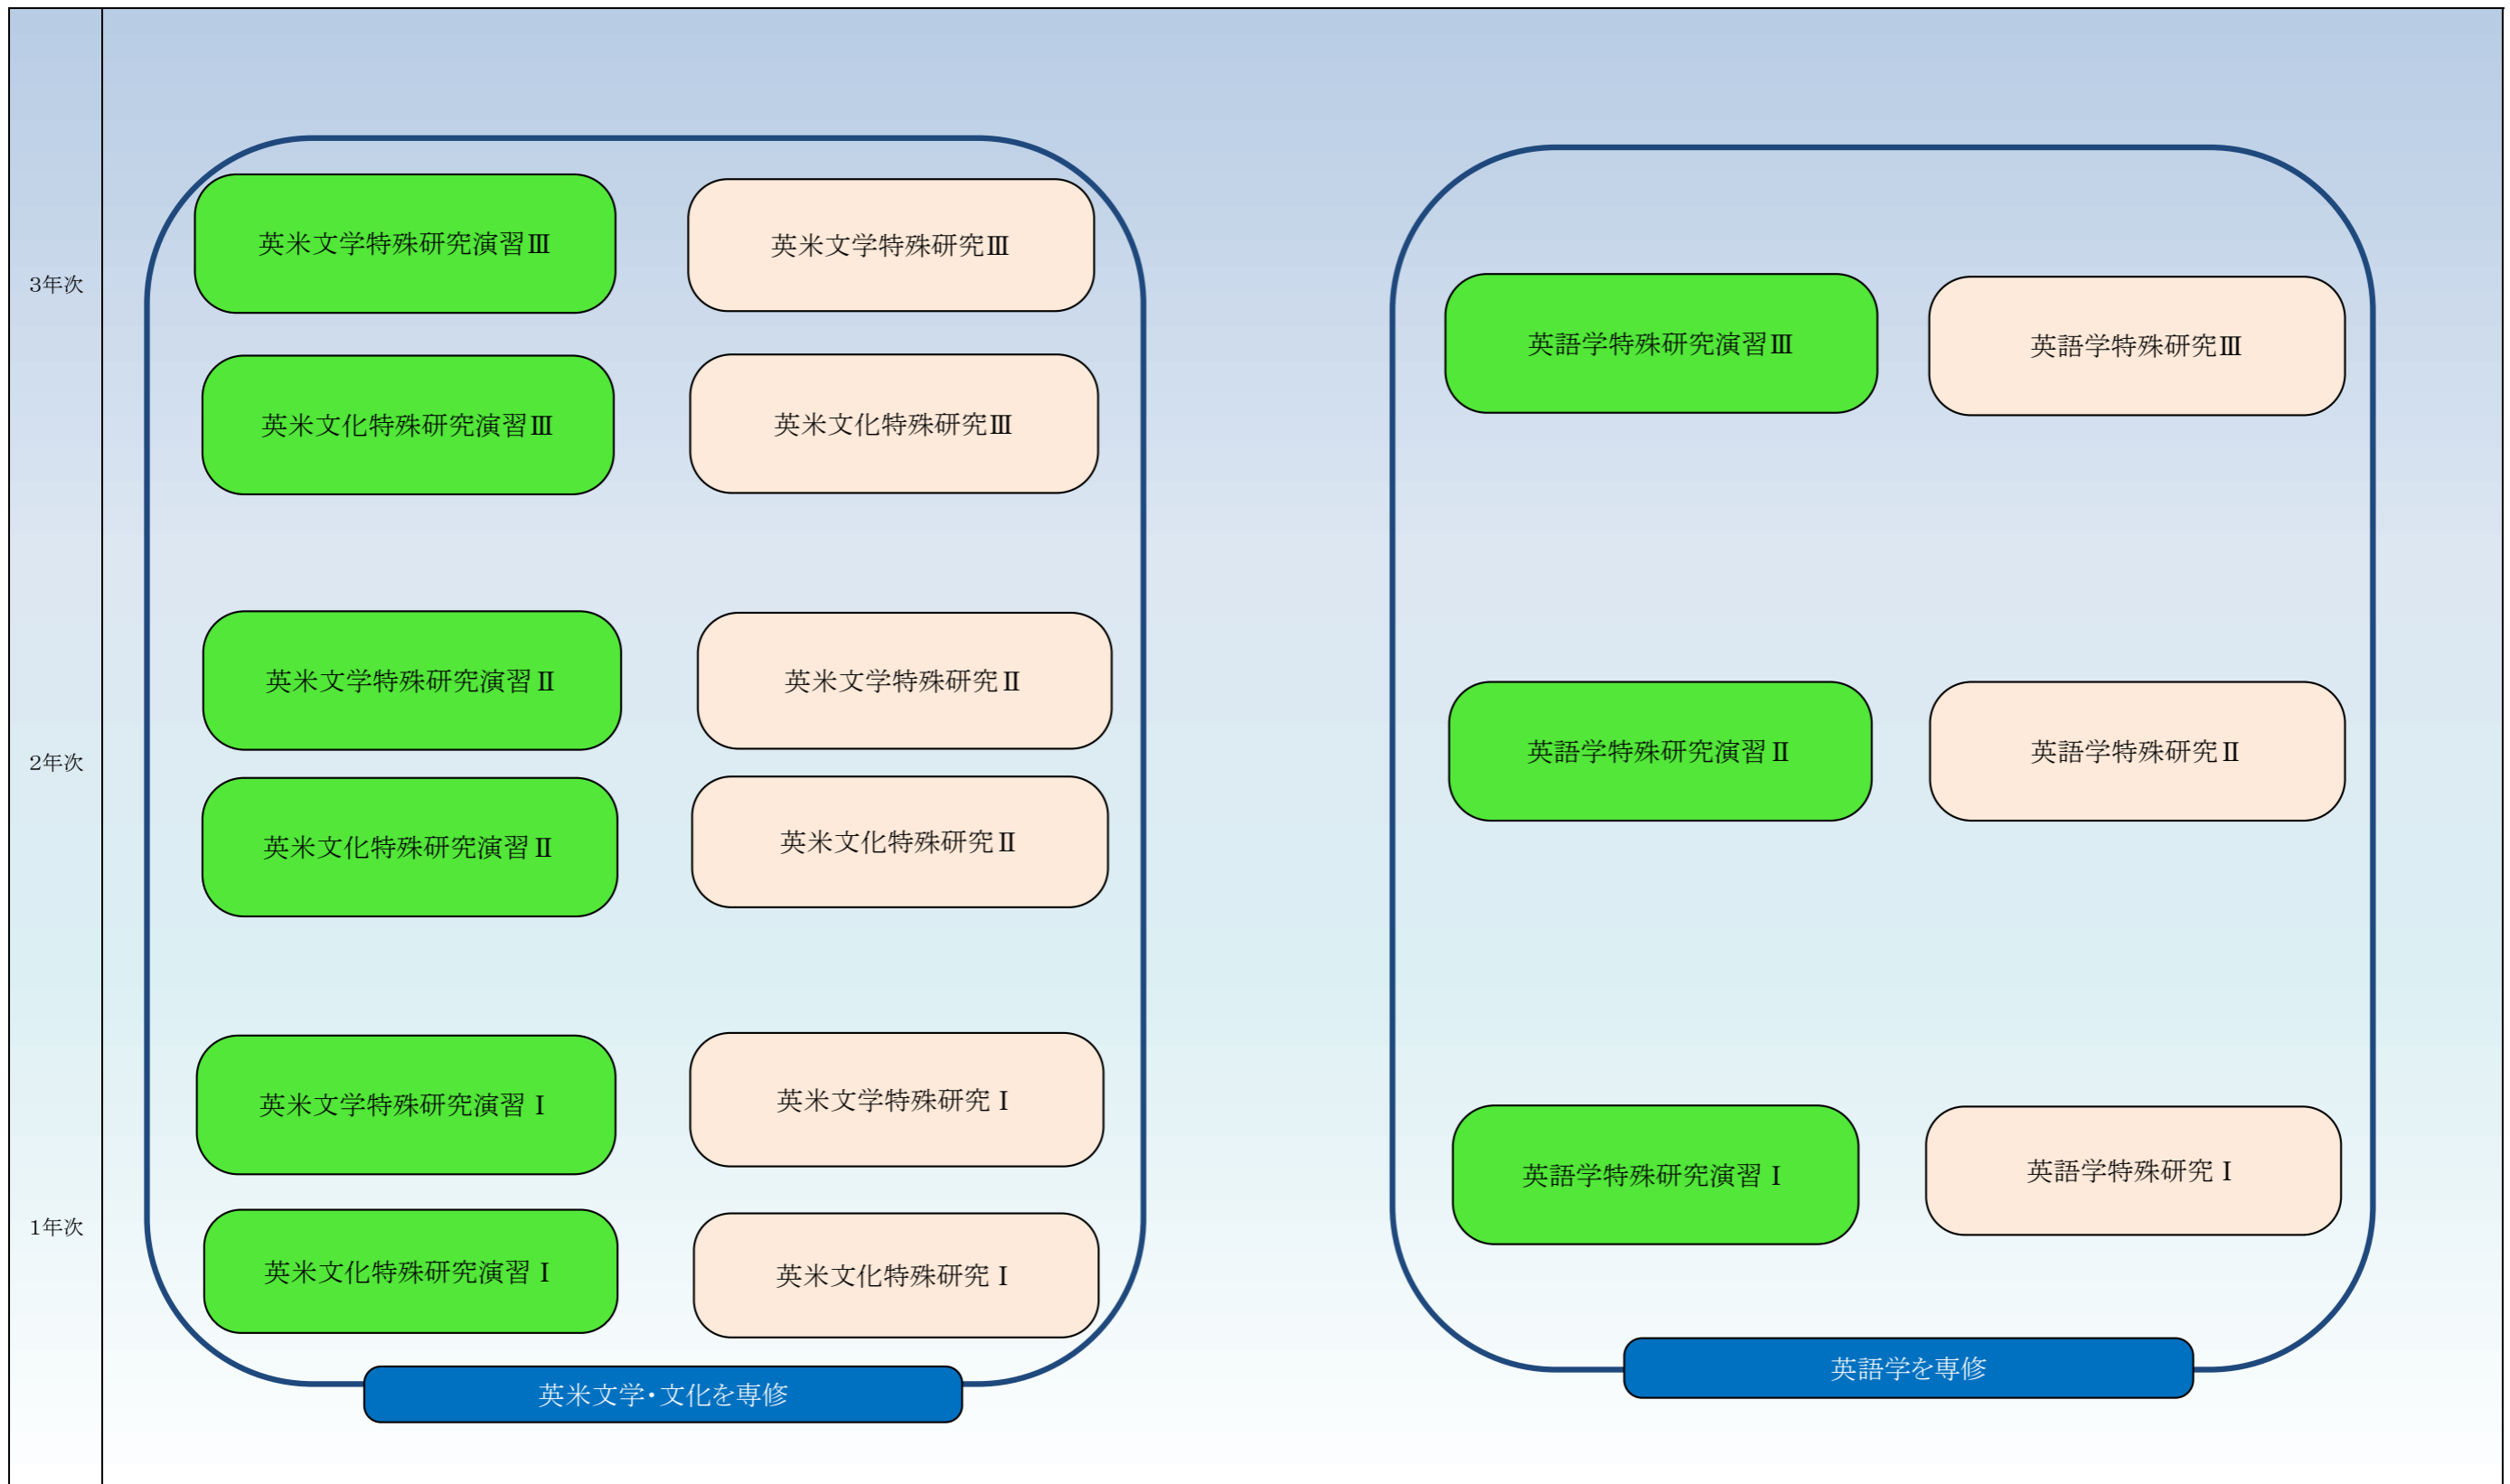 3年次
英米文学特殊研究演習Ⅲ
英米文学特殊研究Ⅲ
英語学特殊研究演習Ⅲ
英語学特殊研究Ⅲ
英米文化特殊研究演習Ⅲ
英米文化特殊研究Ⅲ
2年次
英米文学特殊研究演習Ⅱ
英米文学特殊研究Ⅱ
英語学特殊研究演習Ⅱ
英語学特殊研究Ⅱ
英米文化特殊研究演習Ⅱ
英米文化特殊研究Ⅱ
1年次
英米文学特殊研究演習Ⅰ
英米文学特殊研究Ⅰ
英語学特殊研究演習Ⅰ
英語学特殊研究Ⅰ
英米文化特殊研究演習Ⅰ
英米文化特殊研究Ⅰ
英米文学・文化を専修
英語学を専修